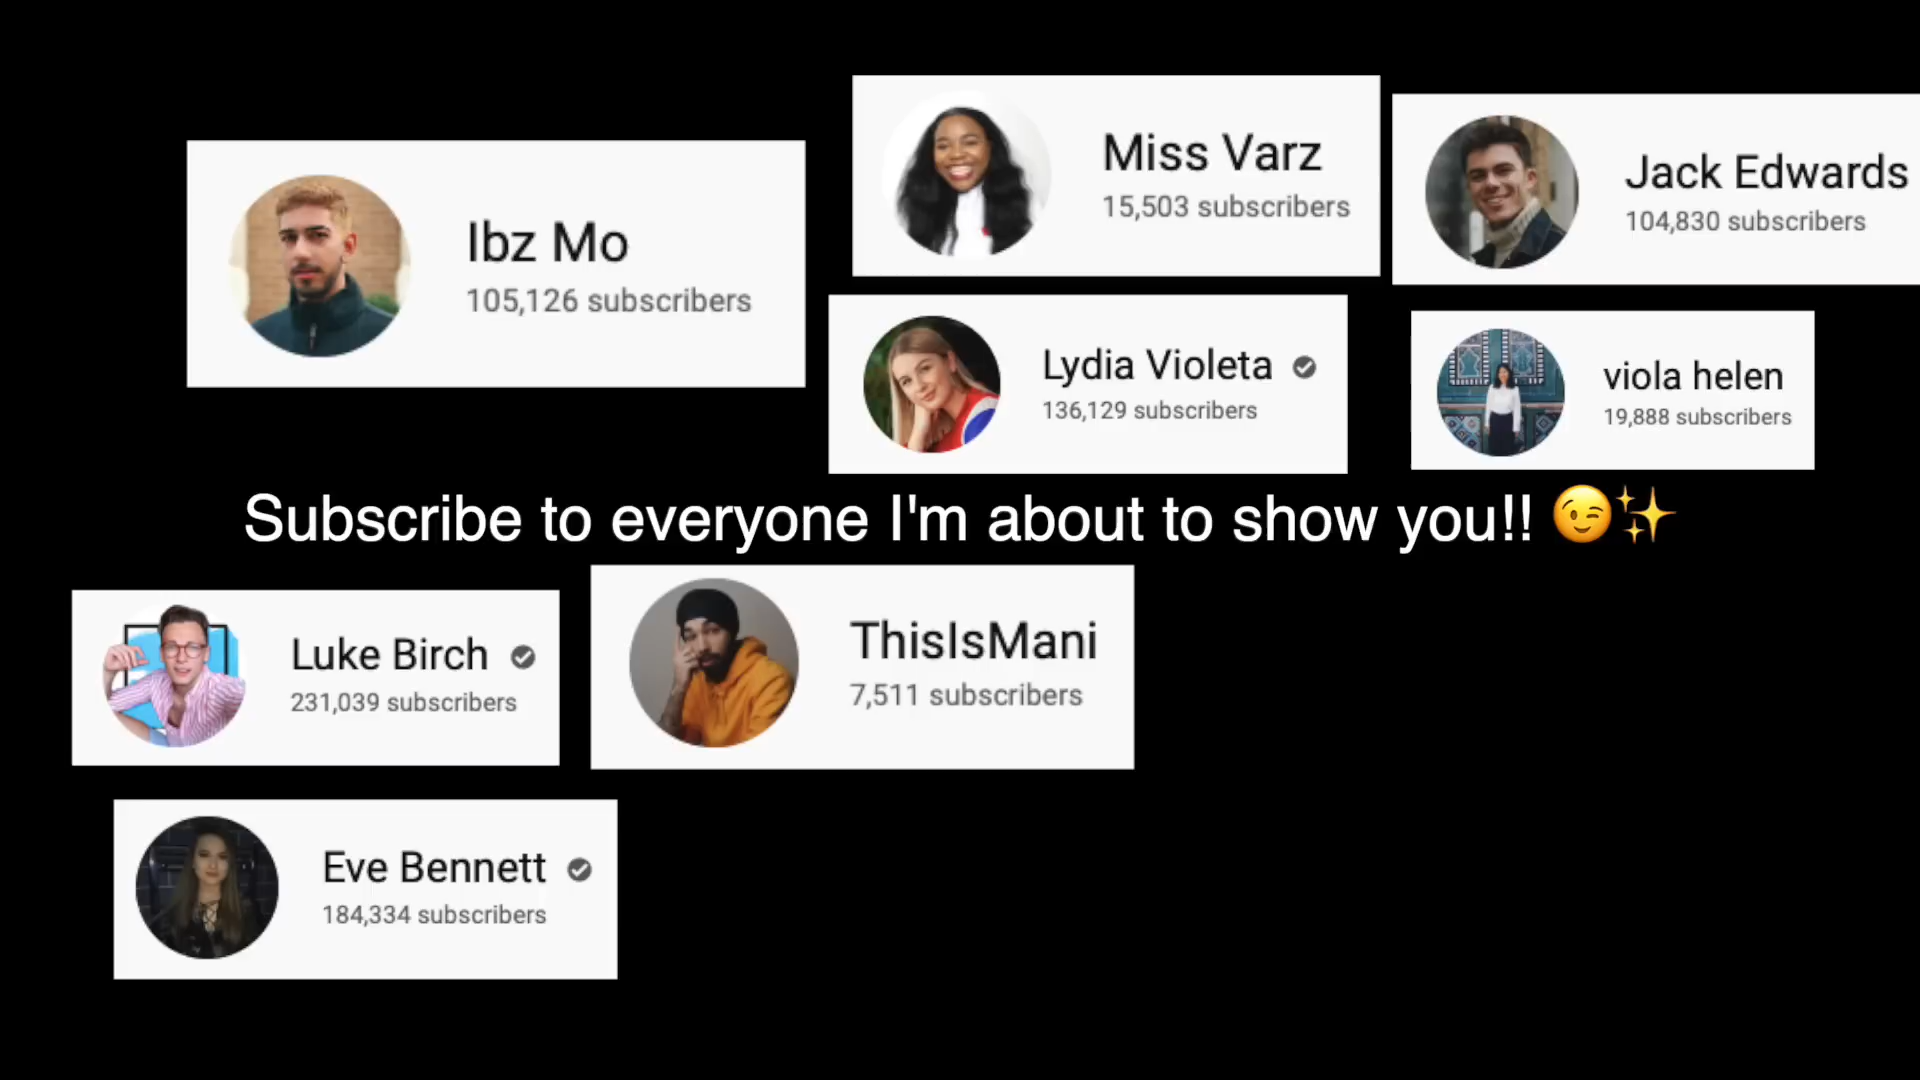 Ibz Mo
105,126 subscribers
Miss Varz
15,503 subscribers
Jack Edwards
104,830 subscribers
Lydia Violeta
136,129 subscribers
viola helen
19,888 subscribers
Subscribe to everyone I'm about to show you!! 😉✨
Luke Birch
231,039 subscribers
ThisIsMani
7,511 subscribers
Eve Bennett
184,334 subscribers